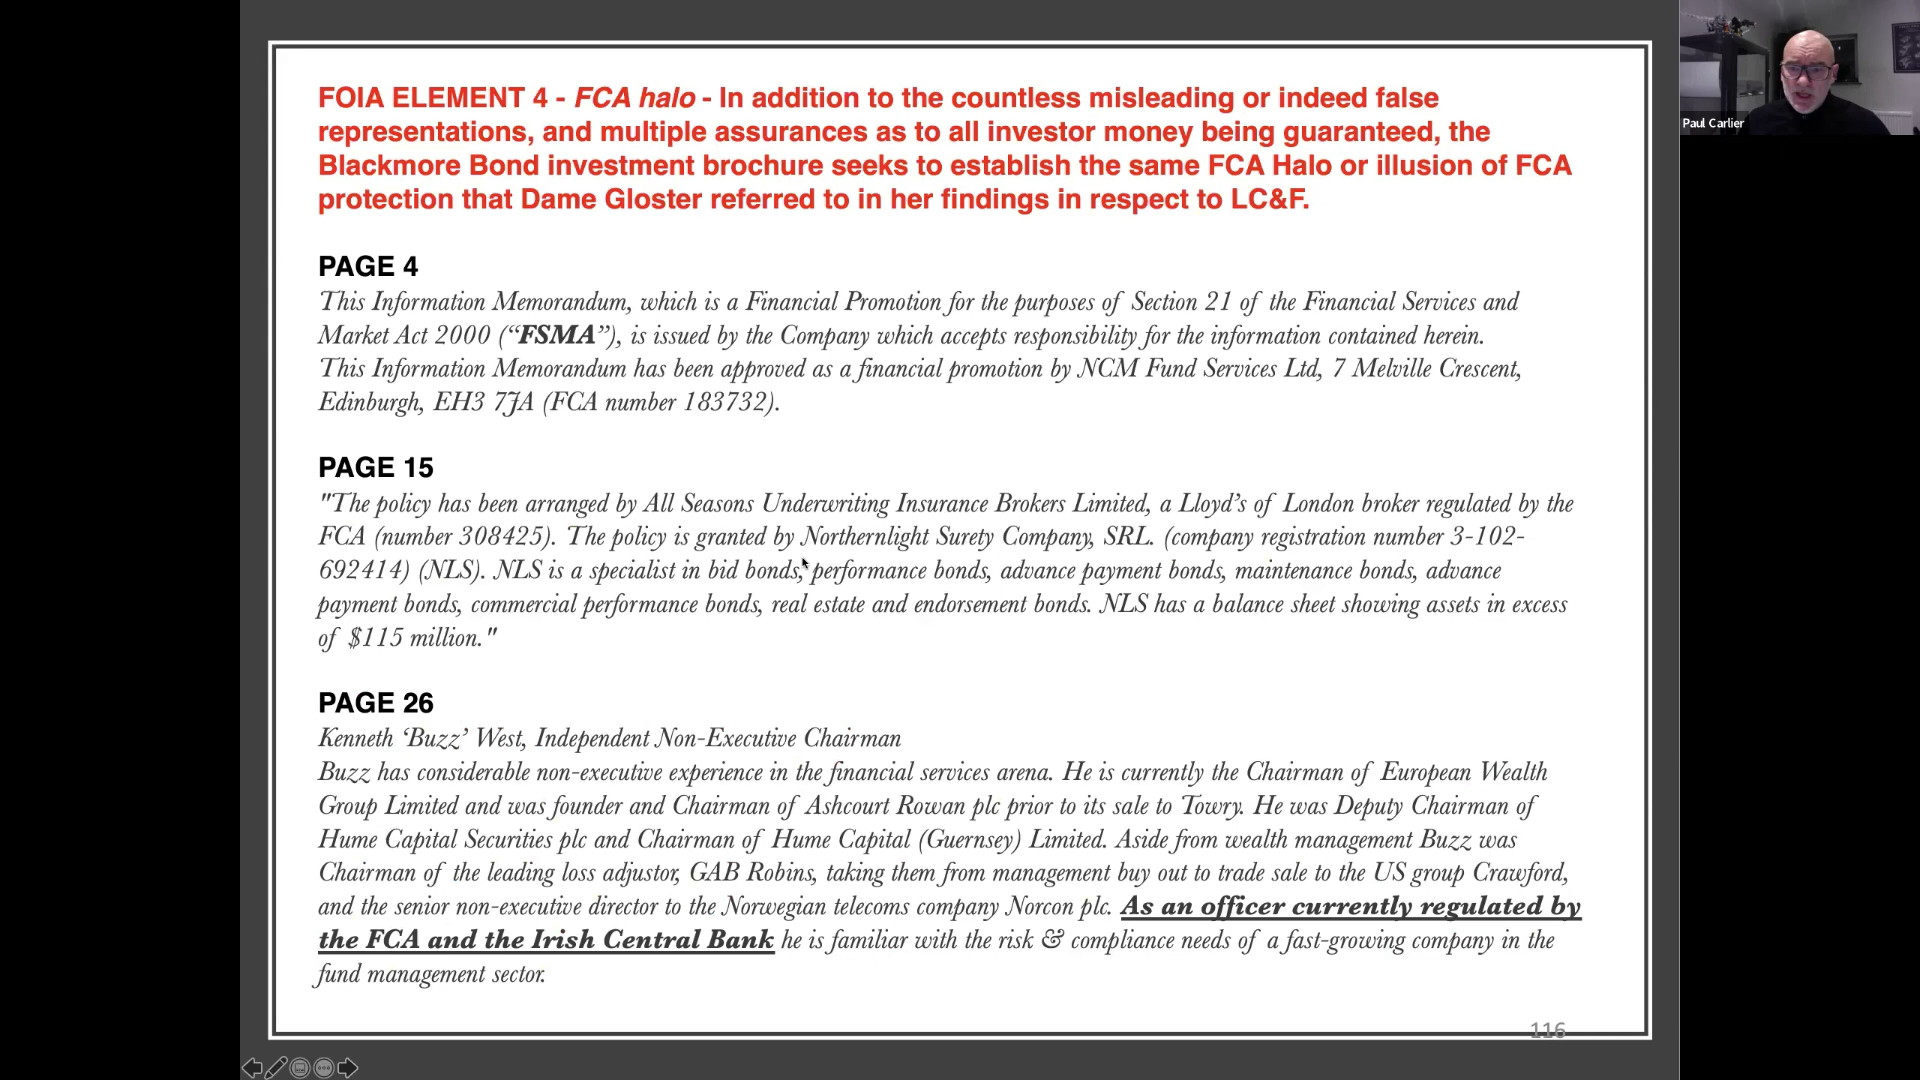 FOIA ELEMENT 4 - FCA halo - In addition to the countless misleading or indeed false
representations, and multiple assurances as to all investor money being guaranteed, the
Blackmore Bond investment brochure seeks to establish the same FCA Halo or illusion of FCA
protection that Dame Gloster referred to in her findings in respect to LC&F.
PAGE 4
This Information Memorandum, which is a Financial Promotion for the purposes of Section 21 of the Financial Services and
Market Act 2000 (“FSMA”), is issued by the Company which accepts responsibility for the information contained herein.
This Information Memorandum has been approved as a financial promotion by NCM Fund Services Ltd, 7 Melville Crescent,
Edinburgh, EH3 7JA (FCA number 183732).
PAGE 15
"The policy has been arranged by All Seasons Underwriting Insurance Brokers Limited, a Lloyd’s of London broker regulated by the
FCA (number 308425). The policy is granted by Northernlight Surety Company, SRL. (company registration number 3-102-
692414) (NLS). NLS is a specialist in bid bonds, performance bonds, advance payment bonds, maintenance bonds, advance
payment bonds, commercial performance bonds, real estate and endorsement bonds. NLS has a balance sheet showing assets in excess
of $115 million."
PAGE 26
Kenneth ‘Buzz’ West, Independent Non-Executive Chairman
Buzz has considerable non-executive experience in the financial services arena. He is currently the Chairman of European Wealth
Group Limited and was founder and Chairman of Ashcourt Rowan plc prior to its sale to Towry. He was Deputy Chairman of
Hume Capital Securities plc and Chairman of Hume Capital (Guernsey) Limited. Aside from wealth management Buzz was
Chairman of the leading loss adjustor, GAB Robins, taking them from management buy out to trade sale to the US group Crawford,
and the senior non-executive director to the Norwegian telecoms company Norcon plc. As an officer currently regulated by
the FCA and the Irish Central Bank he is familiar with the risk & compliance needs of a fast-growing company in the
fund management sector.
116
Paul Carlier